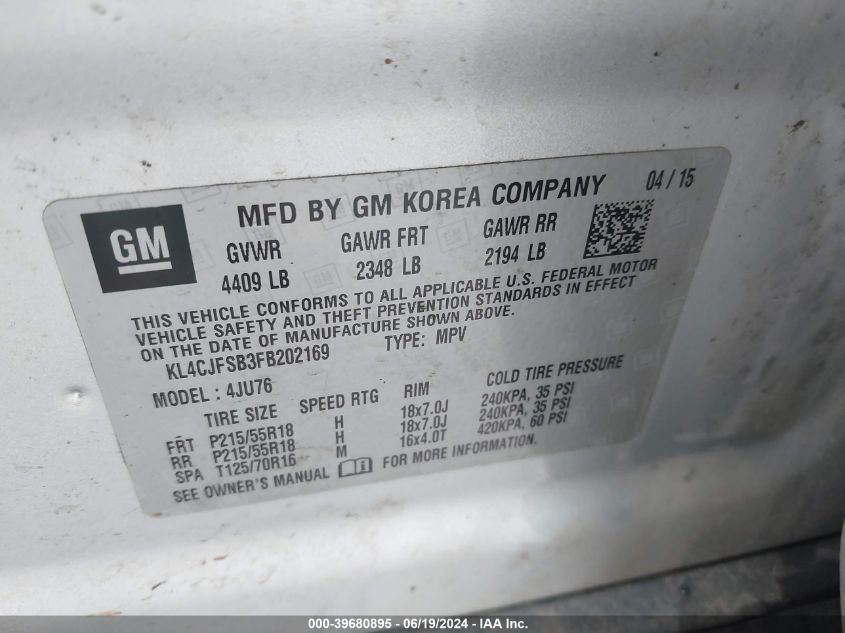 GM
MFD BY GM KOREA COMPANY 04 / 15
GVWR GAWR FRT GAWR RR
4409 LB 2348 LB 2194 LB
THIS VEHICLE CONFORMS TO ALL APPLICABLE U.S. FEDERAL MOTOR
VEHICLE SAFETY AND THEFT PREVENTION STANDARDS IN EFFECT
ON THE DATE OF MANUFACTURE SHOWN ABOVE.
KL4CJFSB3FB202169 TYPE: MPV
MODEL : 4JU76
TIRE SIZE SPEED RTG RIM COLD TIRE PRESSURE
FRT P215/55R18 H 18x7.0J 240KPA, 35 PSI
RR P215/55R18 H 18x7.0J 240KPA, 35 PSI
SPA T125/70R16 M 16x4.0T 420KPA, 60 PSI
SEE OWNER'S MANUAL FOR MORE INFORMATION.
000-39680895 - 06/19/2024 - IAA Inc.